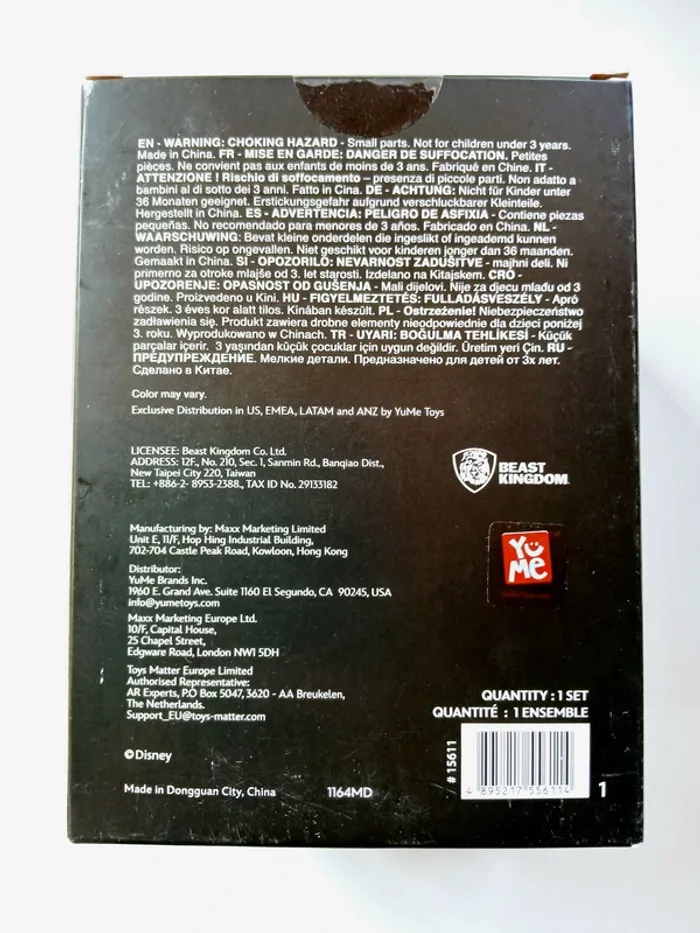 EN - WARNING: CHOKING HAZARD - Small parts. Not for children under 3 years.
Made in China. FR - MISE EN GARDE: DANGER DE SUFFOCATION. Petites
pièces. Ne convient pas aux enfants de moins de 3 ans. Fabriqué en Chine. IT -
ATTENZIONE ! Rischio di soffocamento – presenza di piccole parti. Non adatto a
bambini al di sotto dei 3 anni. Fatto in Cina. DE - ACHTUNG: Nicht für Kinder unter
36 Monaten geeignet. Erstickungsgefahr aufgrund verschluckbarer Kleinteile.
Hergestellt in China. ES - ADVERTENCIA: PELIGRO DE ASFIXIA - Contiene piezas
pequeñas. No recomendado para menores de 3 años. Fabricado en China. NL -
WAARSCHUWING: Bevat kleine onderdelen die ingeslikt of ingeademd kunnen
worden. Risico op ongevallen. Niet geschikt voor kinderen jonger dan 36 maanden.
Gemaakt in China. SI - OPOZORILO: NEVARNOST ZADUŠITVE - majhni deli. Ni
primerno za otroke mlajše od 3. let starosti. Izdelano na Kitajskem. CRO -
UPOZORENJE: OPASNOST OD GUŠENJA - Mali dijelovi. Nije za djecu mlađu od 3
godine. Proizvedeno u Kini. HU - FIGYELMEZTETÉS: FULLADÁSVESZÉLY - Apró
részek. 3 éves kor alatt tilos. Kínában készült. PL - Ostrzeżenie! Niebezpieczeństwo
zadławienia się. Produkt zawiera drobne elementy nieodpowiednie dla dzieci poniżej
3. roku. Wyprodukowano w Chinach. TR - UYARI: BOĞULMA TEHLİKESİ - Küçük
parçalar içerir. 3 yaşından küçük çocuklar için uygun değildir. Üretim yeri Çin. RU -
ПРЕДУПРЕЖДЕНИЕ. Мелкие детали. Предназначено для детей от 3х лет.
Сделано в Китае.
Color may vary.
Exclusive Distribution in US, EMEA, LATAM and ANZ by YuMe Toys
LICENSEE: Beast Kingdom Co. Ltd.
ADDRESS: 12F., No. 210, Sec. 1, Sanmin Rd., Banqiao Dist.,
New Taipei City 220, Taiwan
TEL: +886-2- 8953-2388., TAX ID No. 29133182
BEAST
KINGDOM
Manufacturing by: Maxx Marketing Limited
Unit E, 11/F, Hop Hing Industrial Building,
702-704 Castle Peak Road, Kowloon, Hong Kong
YuMe
Distributor:
YuMe Brands Inc.
1960 E. Grand Ave. Suite 1160 El Segundo, CA 90245, USA
info@yumetoys.com
Maxx Marketing Europe Ltd.
10/F, Capital House,
25 Chapel Street,
Edgware Road, London NW1 5DH
Toys Matter Europe Limited
Authorised Representative:
AR Experts, P.O Box 5047, 3620 - AA Breukelen,
The Netherlands.
Support_EU@toys-matter.com
QUANTITY : 1 SET
QUANTITÉ : 1 ENSEMBLE
# 15611
4 895217 556114
1
©Disney
Made in Dongguan City, China
1164MD